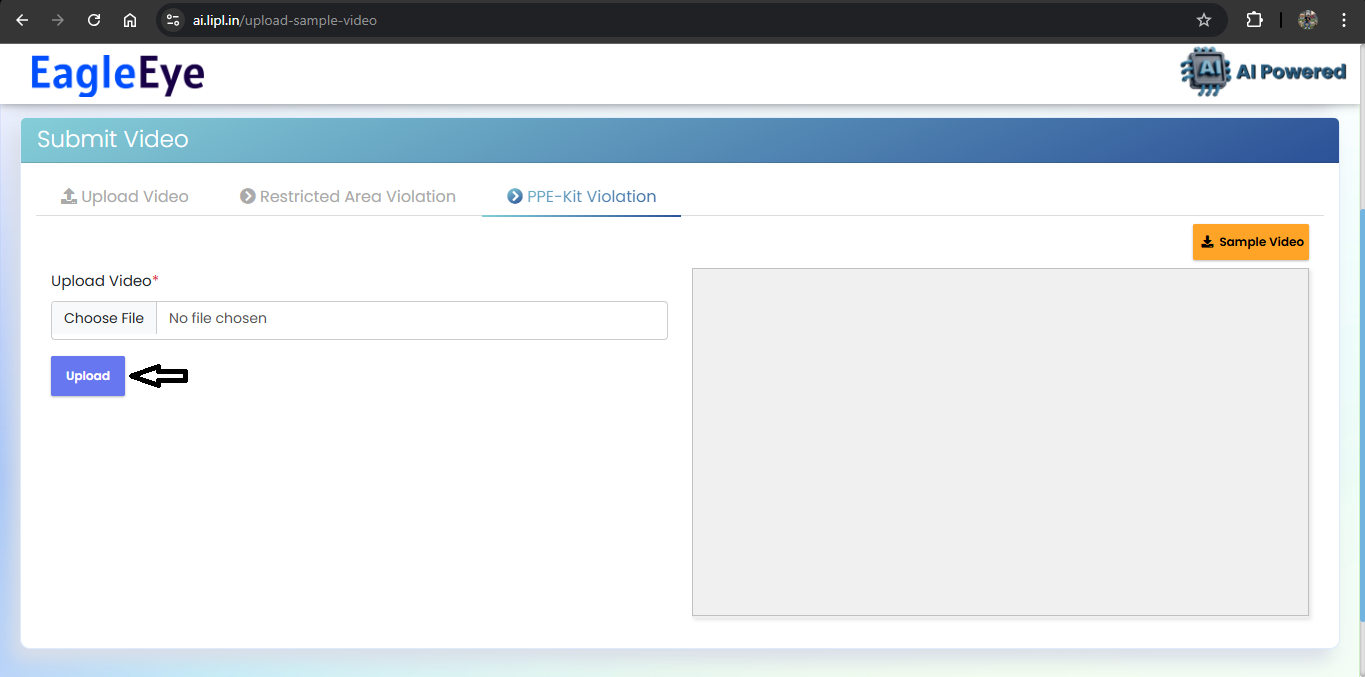 ai.lipl.in/upload-sample-video
EagleEye
AI AI Powered
Submit Video
Upload Video Restricted Area Violation PPE-Kit Violation
Sample Video
Upload Video*
Choose File No file chosen
Upload